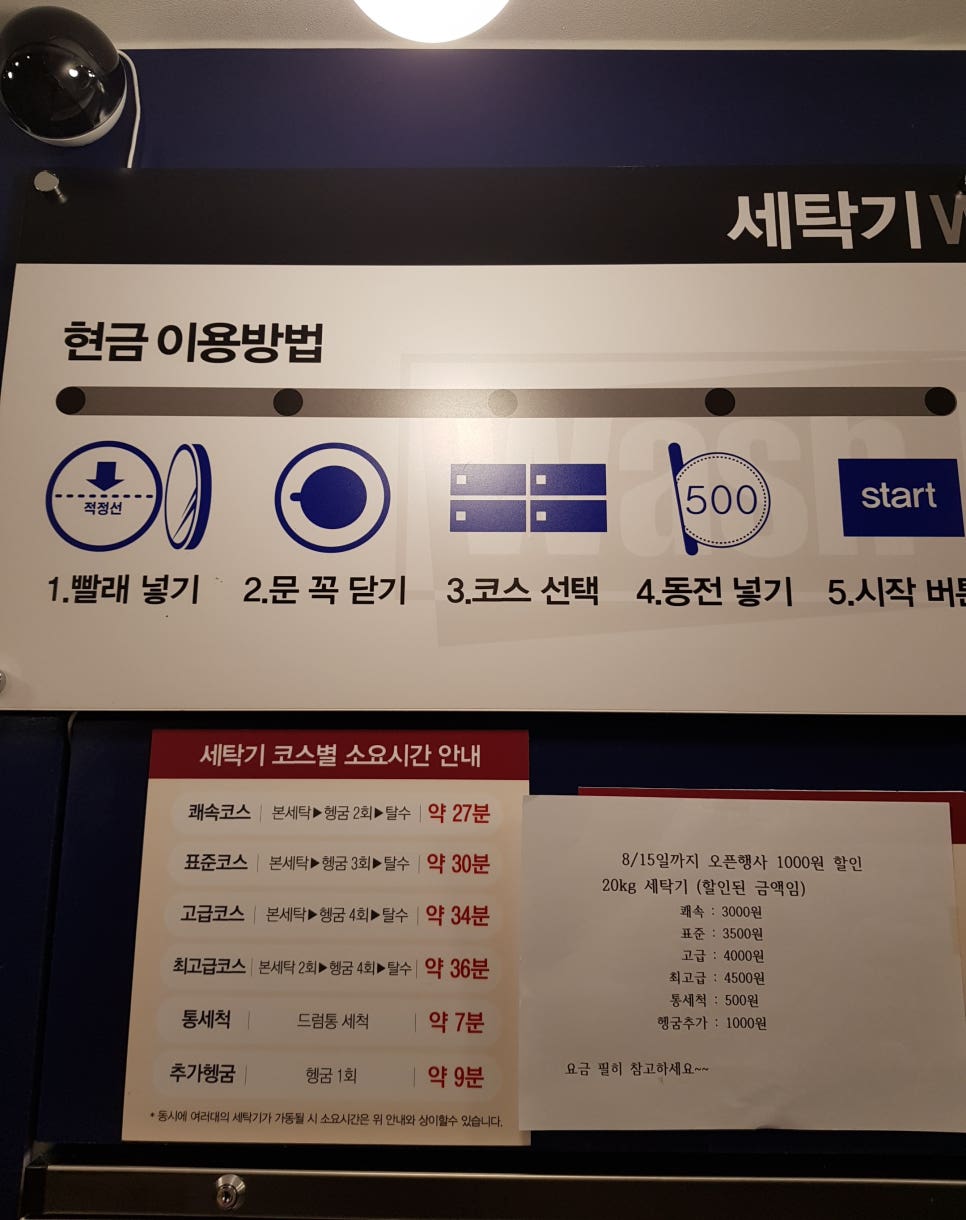 세탁기
현금 이용방법
적정선
500
start
1.빨래 넣기
2.문 꼭 닫기
3.코스 선택
4.동전 넣기
5.시작
Wash
세탁기 코스별 소요시간 안내
쾌속코스 본세탁▶헹굼 2회▶탈수 약 27분
표준코스 본세탁▶헹굼 3회▶탈수 약 30분
고급코스 본세탁▶헹굼 4회▶탈수 약 34분
최고급코스 본세탁 2회▶헹굼 4회▶탈수 약 36분
통세척 드럼통 세척 약 7분
추가헹굼 헹굼 1회 약 9분
* 동시에 여러대의 세탁기가 가동될 시 소요시간은 위 안내와 상이할수 있습니다.
8/15일까지 오픈행사 1000원 할인
20kg 세탁기 (할인된 금액임)
쾌속 : 3000원
표준 : 3500원
고급 : 4000원
최고급 : 4500원
통세척 : 500원
헹굼추가 : 1000원
요금 필히 참고하세요~~